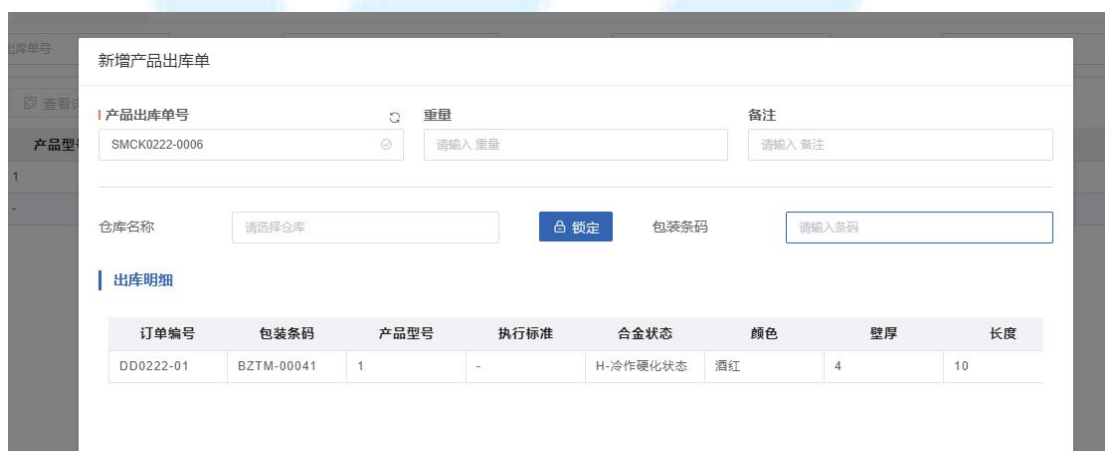 出库单号
新增产品出库单
查看详
产品型号
1
-
产品出库单号 重量 备注
SMCK0222-0006 请输入 重量 请输入 备注
仓库名称 请选择仓库 锁定 包装条码 请输入条码
出库明细
订单编号 包装条码 产品型号 执行标准 合金状态 颜色 壁厚 长度
DD0222-01 BZTM-00041 1 - H-冷作硬化状态 酒红 4 10